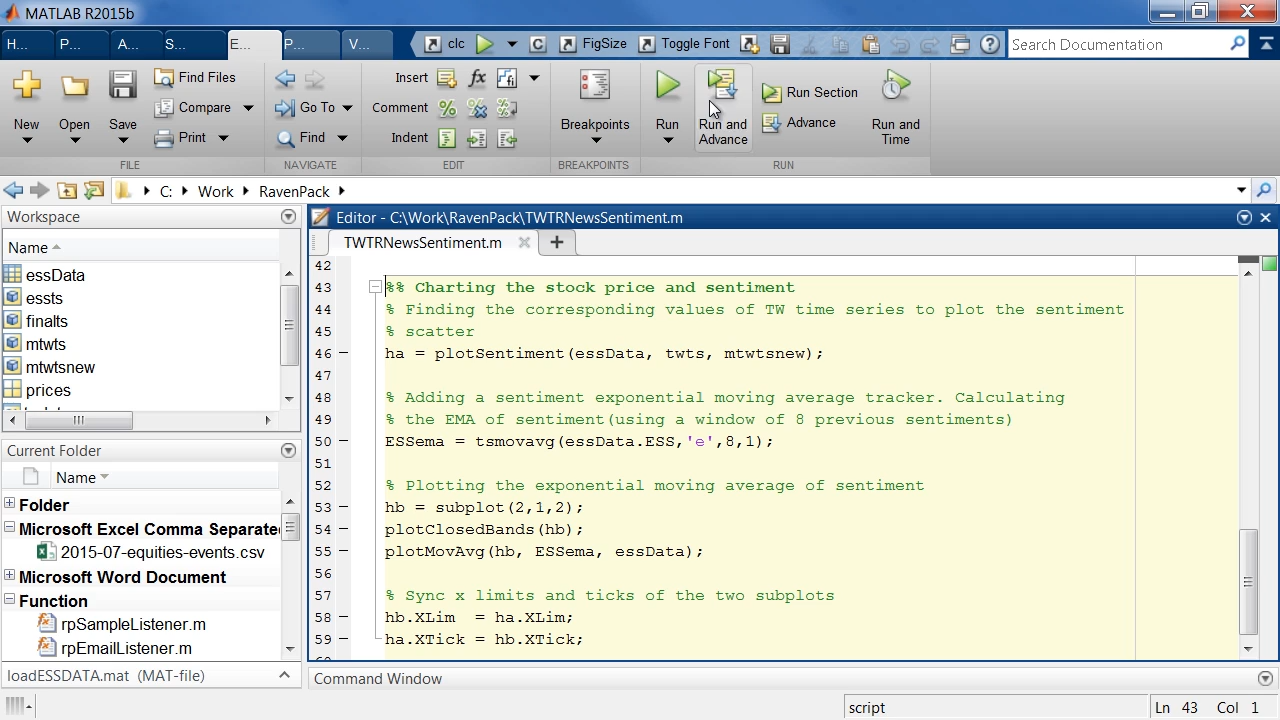 MATLAB R2015b
H... P... A... S... E... P... V...
clc FigSize Toggle Font Search Documentation
New Open Save Find Files Compare Print
FILE
Go To Find
NAVIGATE
Insert fx
Comment
Indent
EDIT
Breakpoints
BREAKPOINTS
Run Run and Advance Run Section Advance Run and Time
RUN
C: Work RavenPack
Workspace
Name
essData
essts
finalts
mtwts
mtwtsnew
prices
Current Folder
Name
Folder
Microsoft Excel Comma Separate
2015-07-equities-events.csv
Microsoft Word Document
Function
rpSampleListener.m
rpEmailListener.m
loadESSDATA.mat (MAT-file)
Editor - C:\Work\RavenPack\TWTRNewsSentiment.m
TWTRNewsSentiment.m
42
43 %% Charting the stock price and sentiment
44 % Finding the corresponding values of TW time series to plot the sentiment
45 % scatter
46 – ha = plotSentiment(essData, twts, mtwtsnew);
47
48 % Adding a sentiment exponential moving average tracker. Calculating
49 % the EMA of sentiment(using a window of 8 previous sentiments)
50 – ESSema = tsmovavg(essData.ESS,'e',8,1);
51
52 % Plotting the exponential moving average of sentiment
53 – hb = subplot(2,1,2);
54 – plotClosedBands(hb);
55 – plotMovAvg(hb, ESSema, essData);
56
57 % Sync x limits and ticks of the two subplots
58 – hb.XLim  = ha.XLim;
59 – ha.XTick = hb.XTick;
Command Window
script Ln 43 Col 1